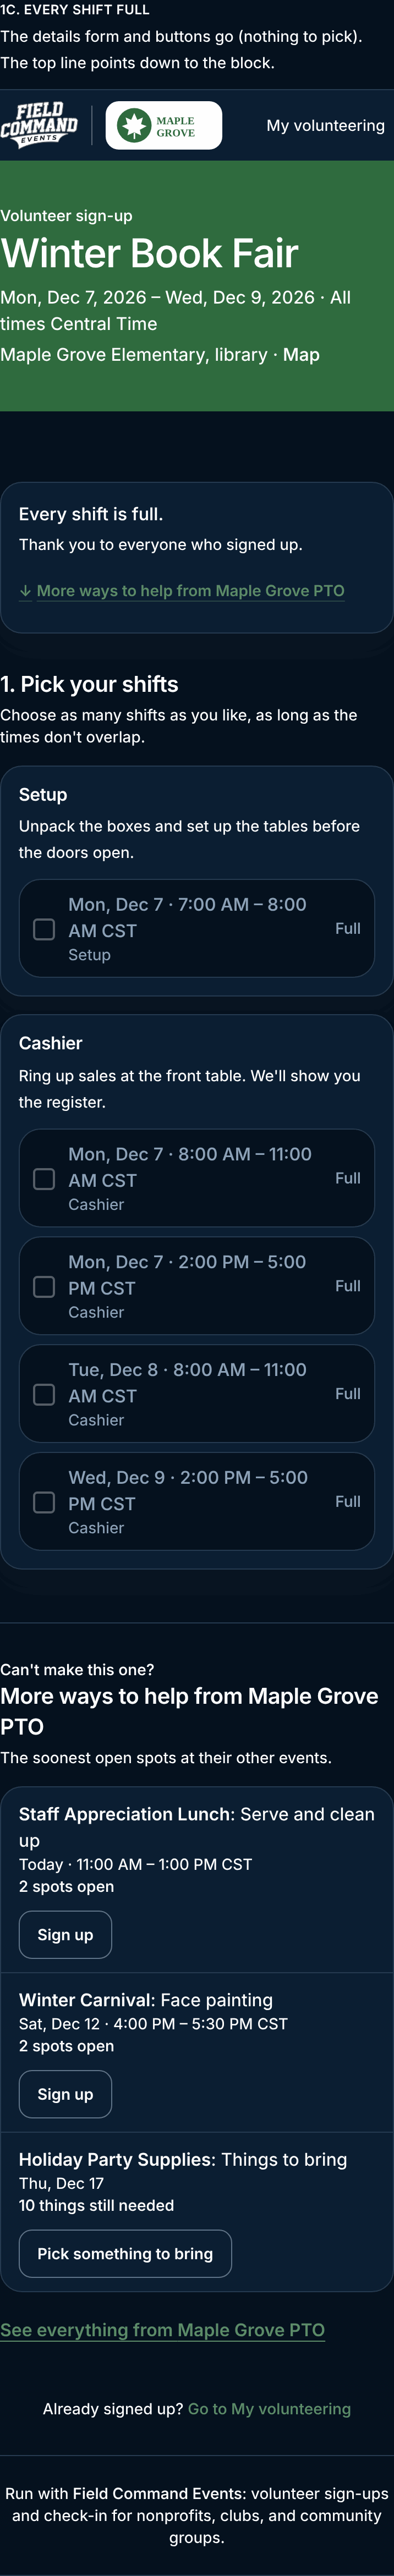 1C. EVERY SHIFT FULL
The details form and buttons go (nothing to pick).
The top line points down to the block.
FIELD
COMMAND
EVENTS
MAPLE
GROVE
My volunteering
Volunteer sign-up
Winter Book Fair
Mon, Dec 7, 2026 – Wed, Dec 9, 2026 · All
times Central Time
Maple Grove Elementary, library · Map
Every shift is full.
Thank you to everyone who signed up.
↓ More ways to help from Maple Grove PTO
1. Pick your shifts
Choose as many shifts as you like, as long as the
times don't overlap.
Setup
Unpack the boxes and set up the tables before
the doors open.
Mon, Dec 7 · 7:00 AM – 8:00
AM CST
Full
Setup
Cashier
Ring up sales at the front table. We'll show you
the register.
Mon, Dec 7 · 8:00 AM – 11:00
AM CST
Full
Cashier
Mon, Dec 7 · 2:00 PM – 5:00
PM CST
Full
Cashier
Tue, Dec 8 · 8:00 AM – 11:00
AM CST
Full
Cashier
Wed, Dec 9 · 2:00 PM – 5:00
PM CST
Full
Cashier
Can't make this one?
More ways to help from Maple Grove
PTO
The soonest open spots at their other events.
Staff Appreciation Lunch: Serve and clean
up
Today · 11:00 AM – 1:00 PM CST
2 spots open
Sign up
Winter Carnival: Face painting
Sat, Dec 12 · 4:00 PM – 5:30 PM CST
2 spots open
Sign up
Holiday Party Supplies: Things to bring
Thu, Dec 17
10 things still needed
Pick something to bring
See everything from Maple Grove PTO
Already signed up? Go to My volunteering
Run with Field Command Events: volunteer sign-ups
and check-in for nonprofits, clubs, and community
groups.